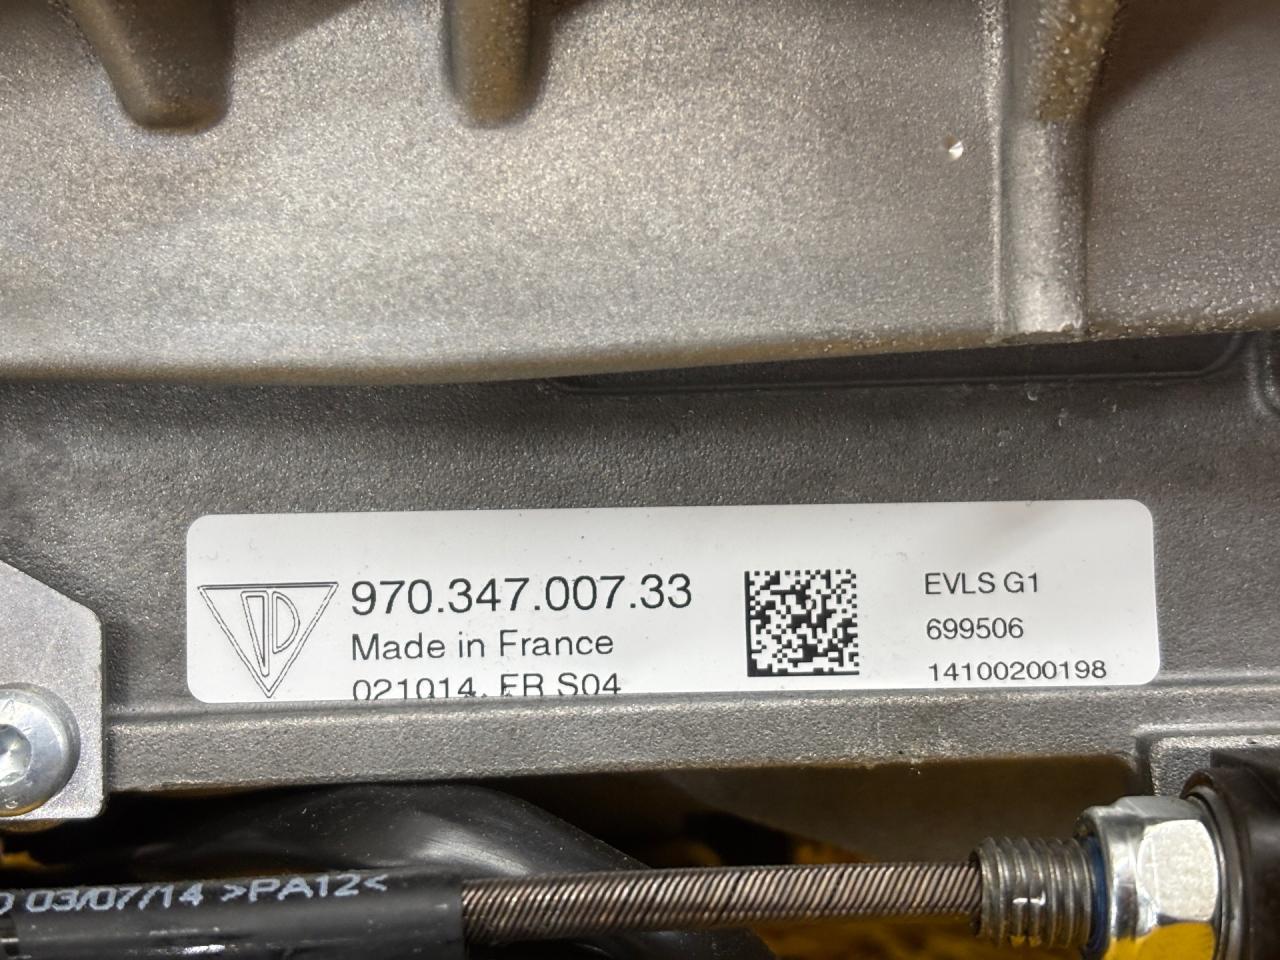 970.347.007.33
Made in France
021014. FR S04
EVLS G1
699506
14100200198
03/07/14 >PA12<